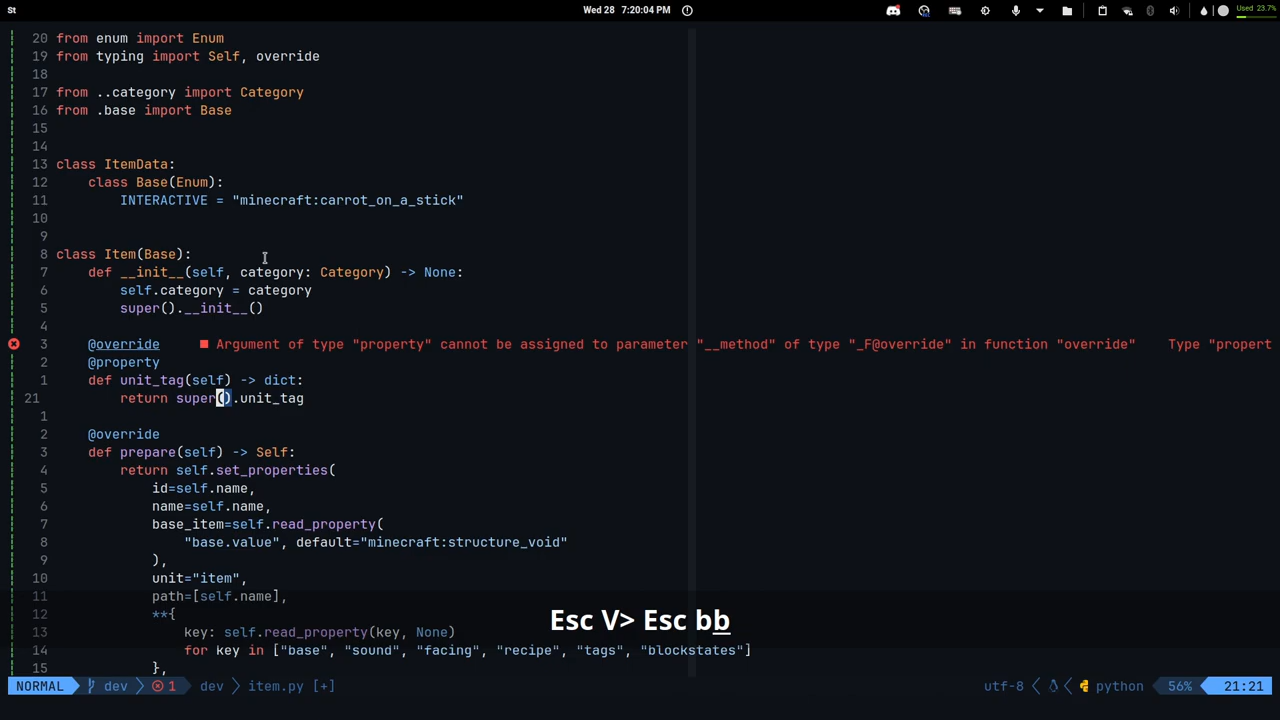 St Wed 28 7:20:04 PM Used 23.7%
20 from enum import Enum
19 from typing import Self, override
18
17 from ..category import Category
16 from .base import Base
15
14
13 class ItemData:
12 class Base(Enum):
11 INTERACTIVE = "minecraft:carrot_on_a_stick"
10
9
8 class Item(Base):
7 def __init__(self, category: Category) -> None:
6 self.category = category
5 super().__init__()
4
3 @override ■ Argument of type "property" cannot be assigned to parameter "__method" of type "_F@override" in function "override" Type "propert
2 @property
1 def unit_tag(self) -> dict:
21 return super().unit_tag
1
2 @override
3 def prepare(self) -> Self:
4 return self.set_properties(
5 id=self.name,
6 name=self.name,
7 base_item=self.read_property(
8 "base.value", default="minecraft:structure_void"
9 ),
10 unit="item",
11 path=[self.name],
12 **{
13 key: self.read_property(key, None)
14 for key in ["base", "sound", "facing", "recipe", "tags", "blockstates"]
15 },
Esc V> Esc bb
NORMAL dev 1 dev item.py [+] utf-8 python 56% 21:21